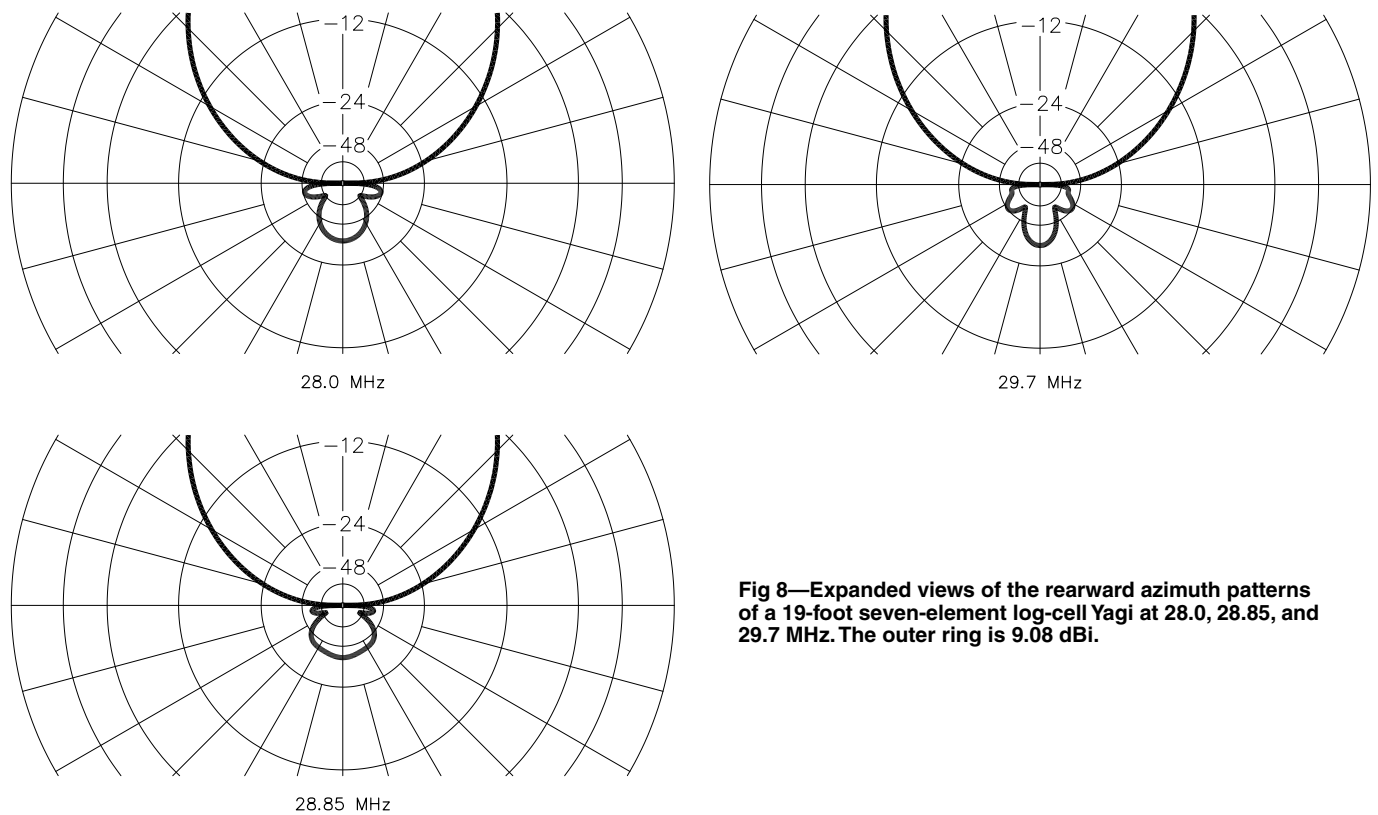 -12
-24
-48
28.0 MHz
-12
-24
-48
29.7 MHz
-12
-24
-48
28.85 MHz
Fig 8—Expanded views of the rearward azimuth patterns
of a 19-foot seven-element log-cell Yagi at 28.0, 28.85, and
29.7 MHz. The outer ring is 9.08 dBi.